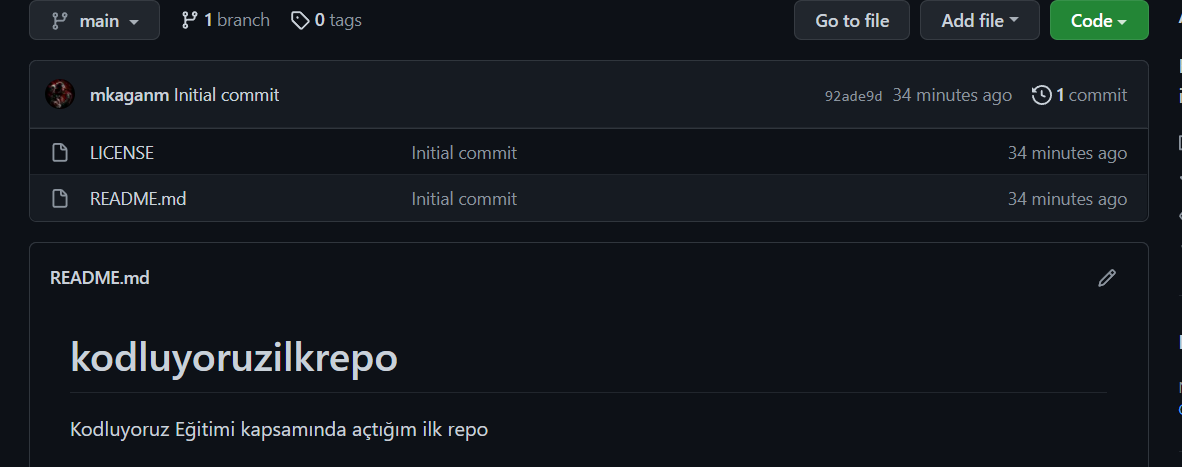 main 1 branch 0 tags Go to file Add file Code
mkaganm Initial commit 92ade9d 34 minutes ago 1 commit
LICENSE Initial commit 34 minutes ago
README.md Initial commit 34 minutes ago
README.md
kodluyoruzilkrepo
Kodluyoruz Eğitimi kapsamında açtığım ilk repo